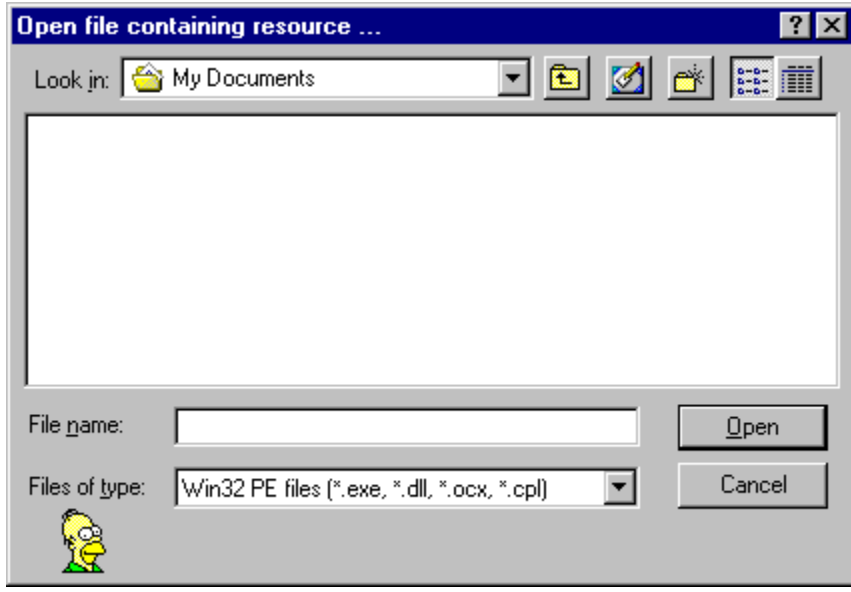 Open file containing resource ...
Look in: My Documents
File name:
Open
Files of type: Win32 PE files (*.exe, *.dll, *.ocx, *.cpl)
Cancel